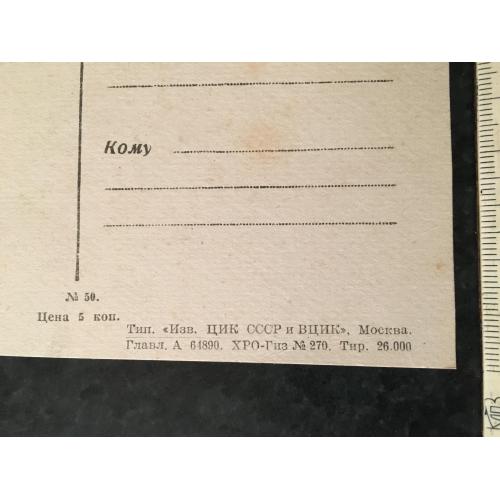 Кому
№ 50.
Цена 5 коп.
Тип. «Изв. ЦИК СССР и ВЦИК», Москва.
Главл. А 64890. ХРО-Гиз № 270. Тир. 26.000